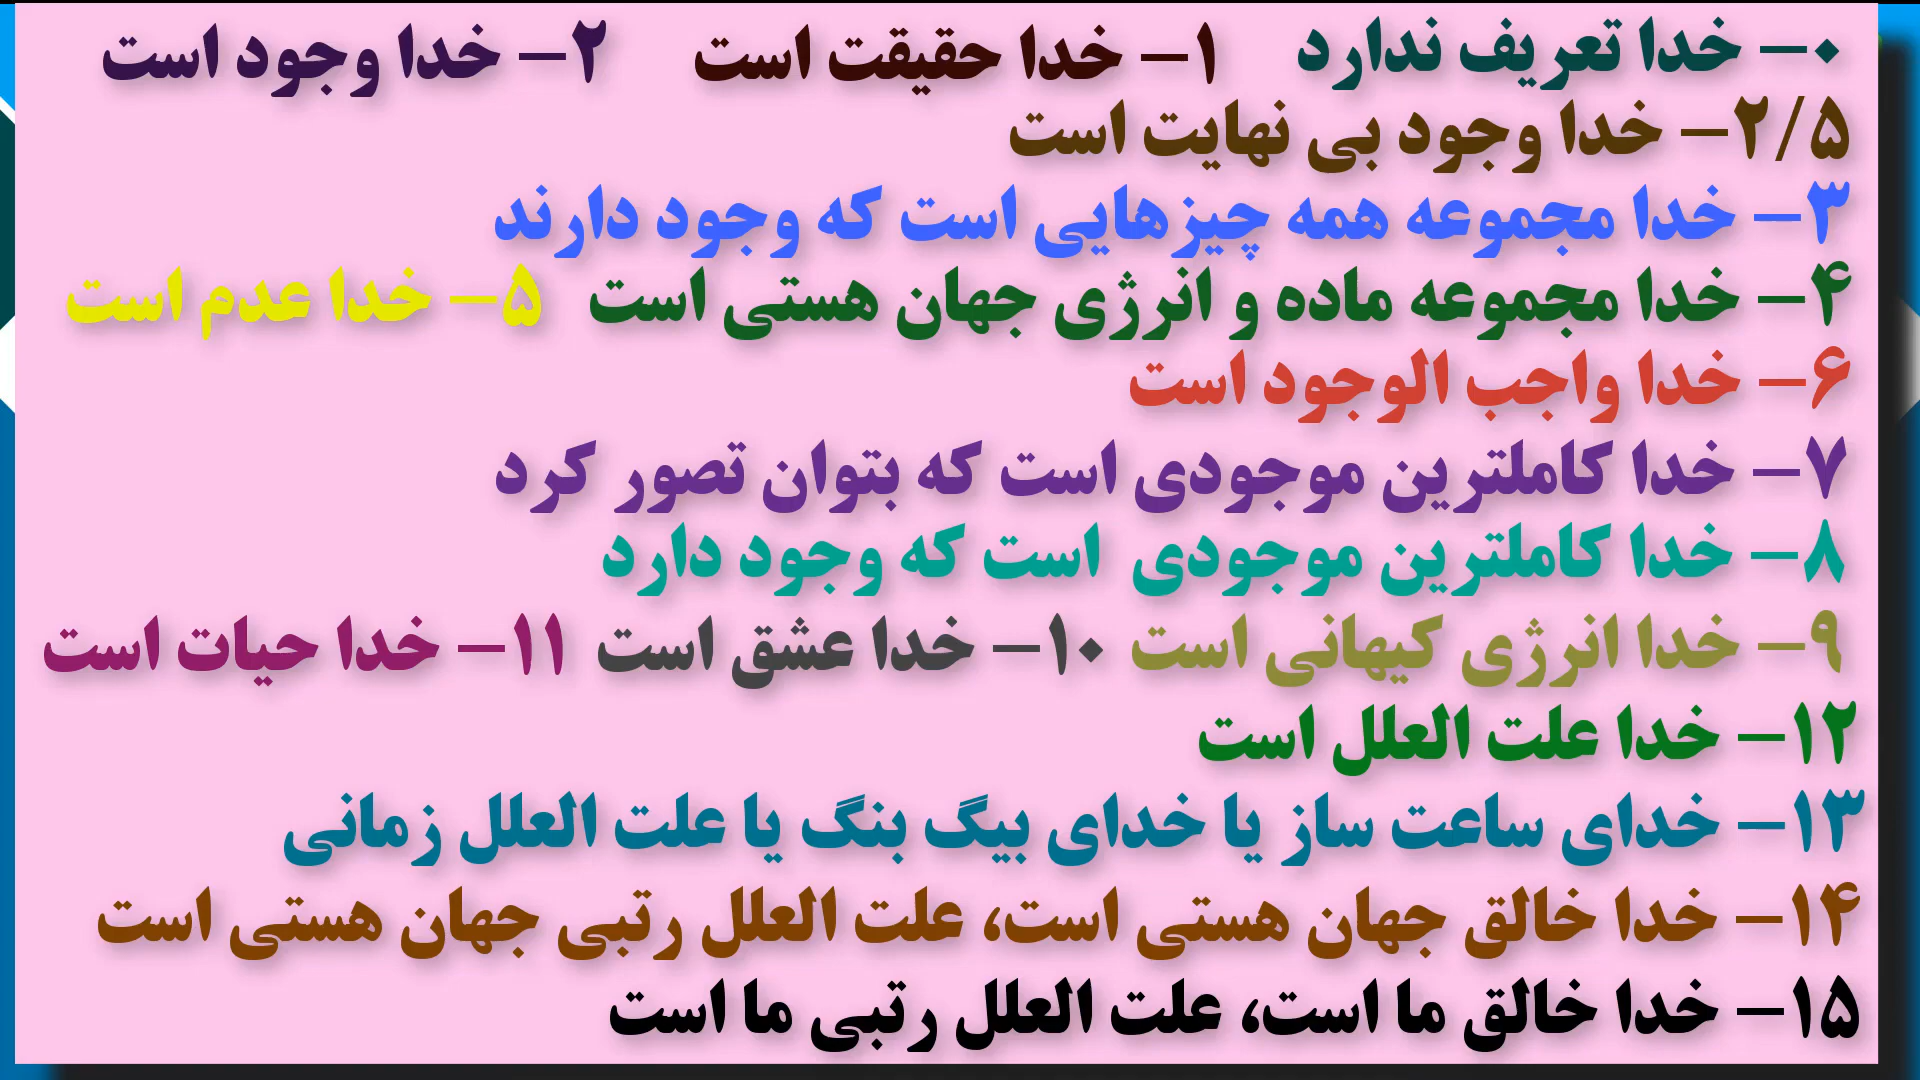 ۰- خدا تعریف ندارد ۱- خدا حقیقت است ۲- خدا وجود است
۲/۵- خدا وجود بی نهایت است
۳- خدا مجموعه همه چیزهایی است که وجود دارند
۴- خدا مجموعه ماده و انرژی جهان هستی است ۵- خدا عدم است
۶- خدا واجب الوجود است
۷- خدا کاملترین موجودی است که بتوان تصور کرد
۸- خدا کاملترین موجودی است که وجود دارد
۹- خدا انرژی کیهانی است ۱۰- خدا عشق است ۱۱- خدا حیات است
۱۲- خدا علت العلل است
۱۳- خدای ساعت ساز یا خدای بیگ بنگ یا علت العلل زمانی
۱۴- خدا خالق جهان هستی است، علت العلل رتبی جهان هستی است
۱۵- خدا خالق ما است، علت العلل رتبی ما است